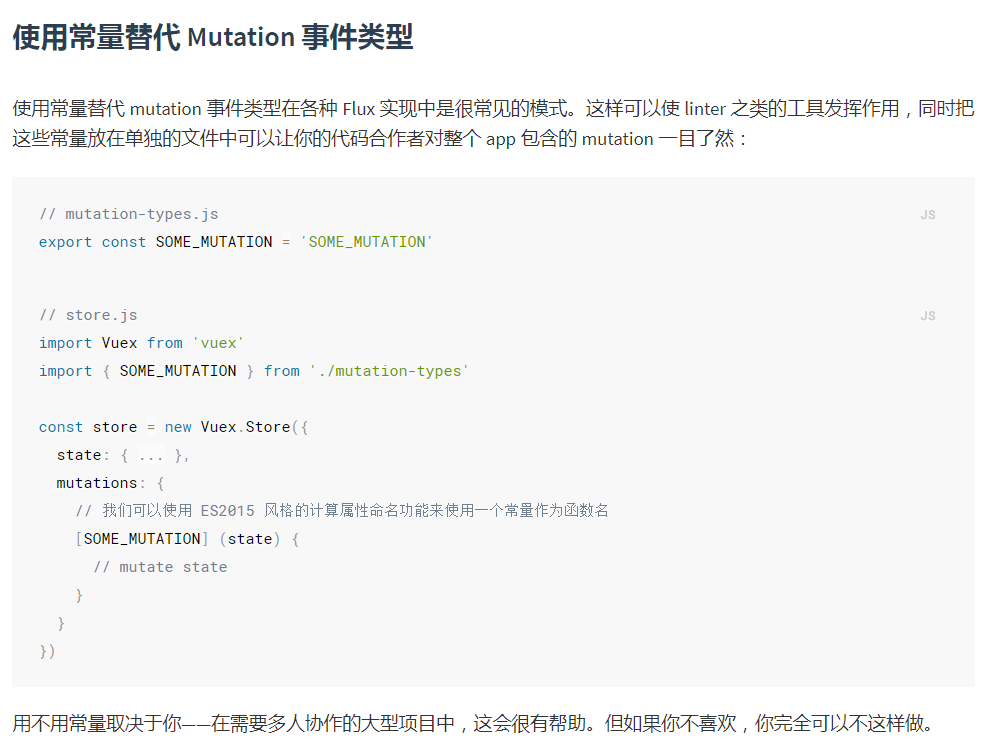 使用常量替代 Mutation 事件类型
使用常量替代 mutation 事件类型在各种 Flux 实现中是很常见的模式。这样可以使 linter 之类的工具发挥作用，同时把
这些常量放在单独的文件中可以让你的代码合作者对整个 app 包含的 mutation 一目了然：
// mutation-types.js JS
export const SOME_MUTATION = 'SOME_MUTATION'
// store.js JS
import Vuex from 'vuex'
import { SOME_MUTATION } from './mutation-types'
const store = new Vuex.Store({
state: { ... },
mutations: {
// 我们可以使用 ES2015 风格的计算属性命名功能来使用一个常量作为函数名
[SOME_MUTATION] (state) {
// mutate state
}
}
})
用不用常量取决于你——在需要多人协作的大型项目中，这会很有帮助。但如果你不喜欢，你完全可以不这样做。